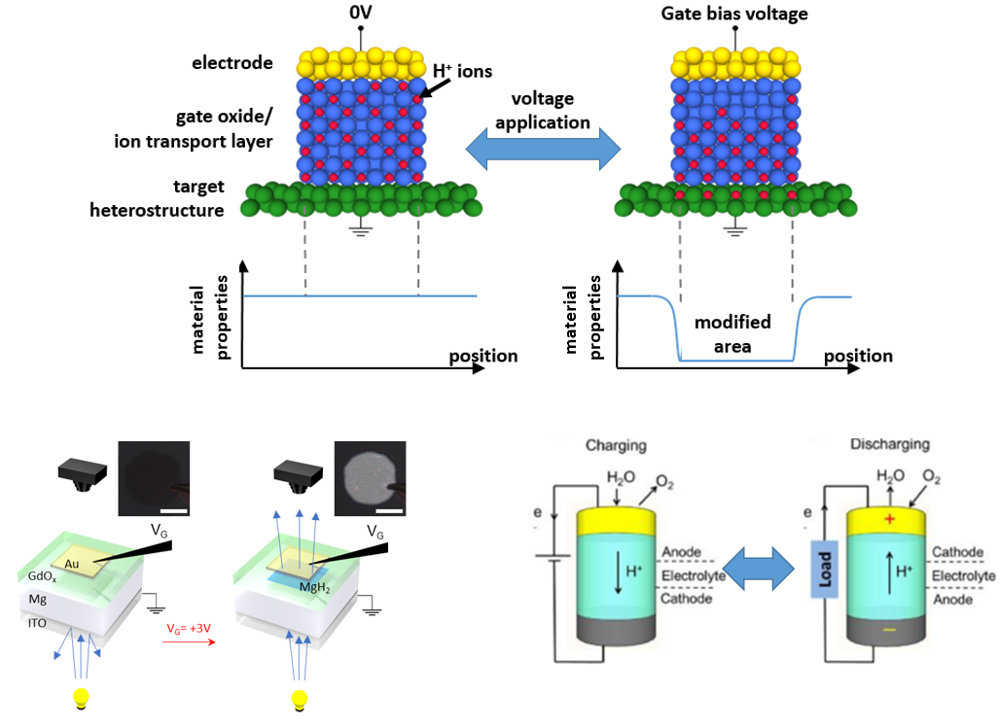 0V
Gate bias voltage
electrode
H⁺ ions
gate oxide/
ion transport layer
voltage
application
target
heterostructure
material
properties
position
material
properties
modified
area
position
V_G
Au
GdOₓ
Mg
ITO
V_G= +3V
V_G
MgH₂
Charging
H₂O
O₂
e
-
H⁺
Anode
Electrolyte
Cathode
Discharging
H₂O
O₂
e
-
Load
+
H⁺
−
Cathode
Electrolyte
Anode